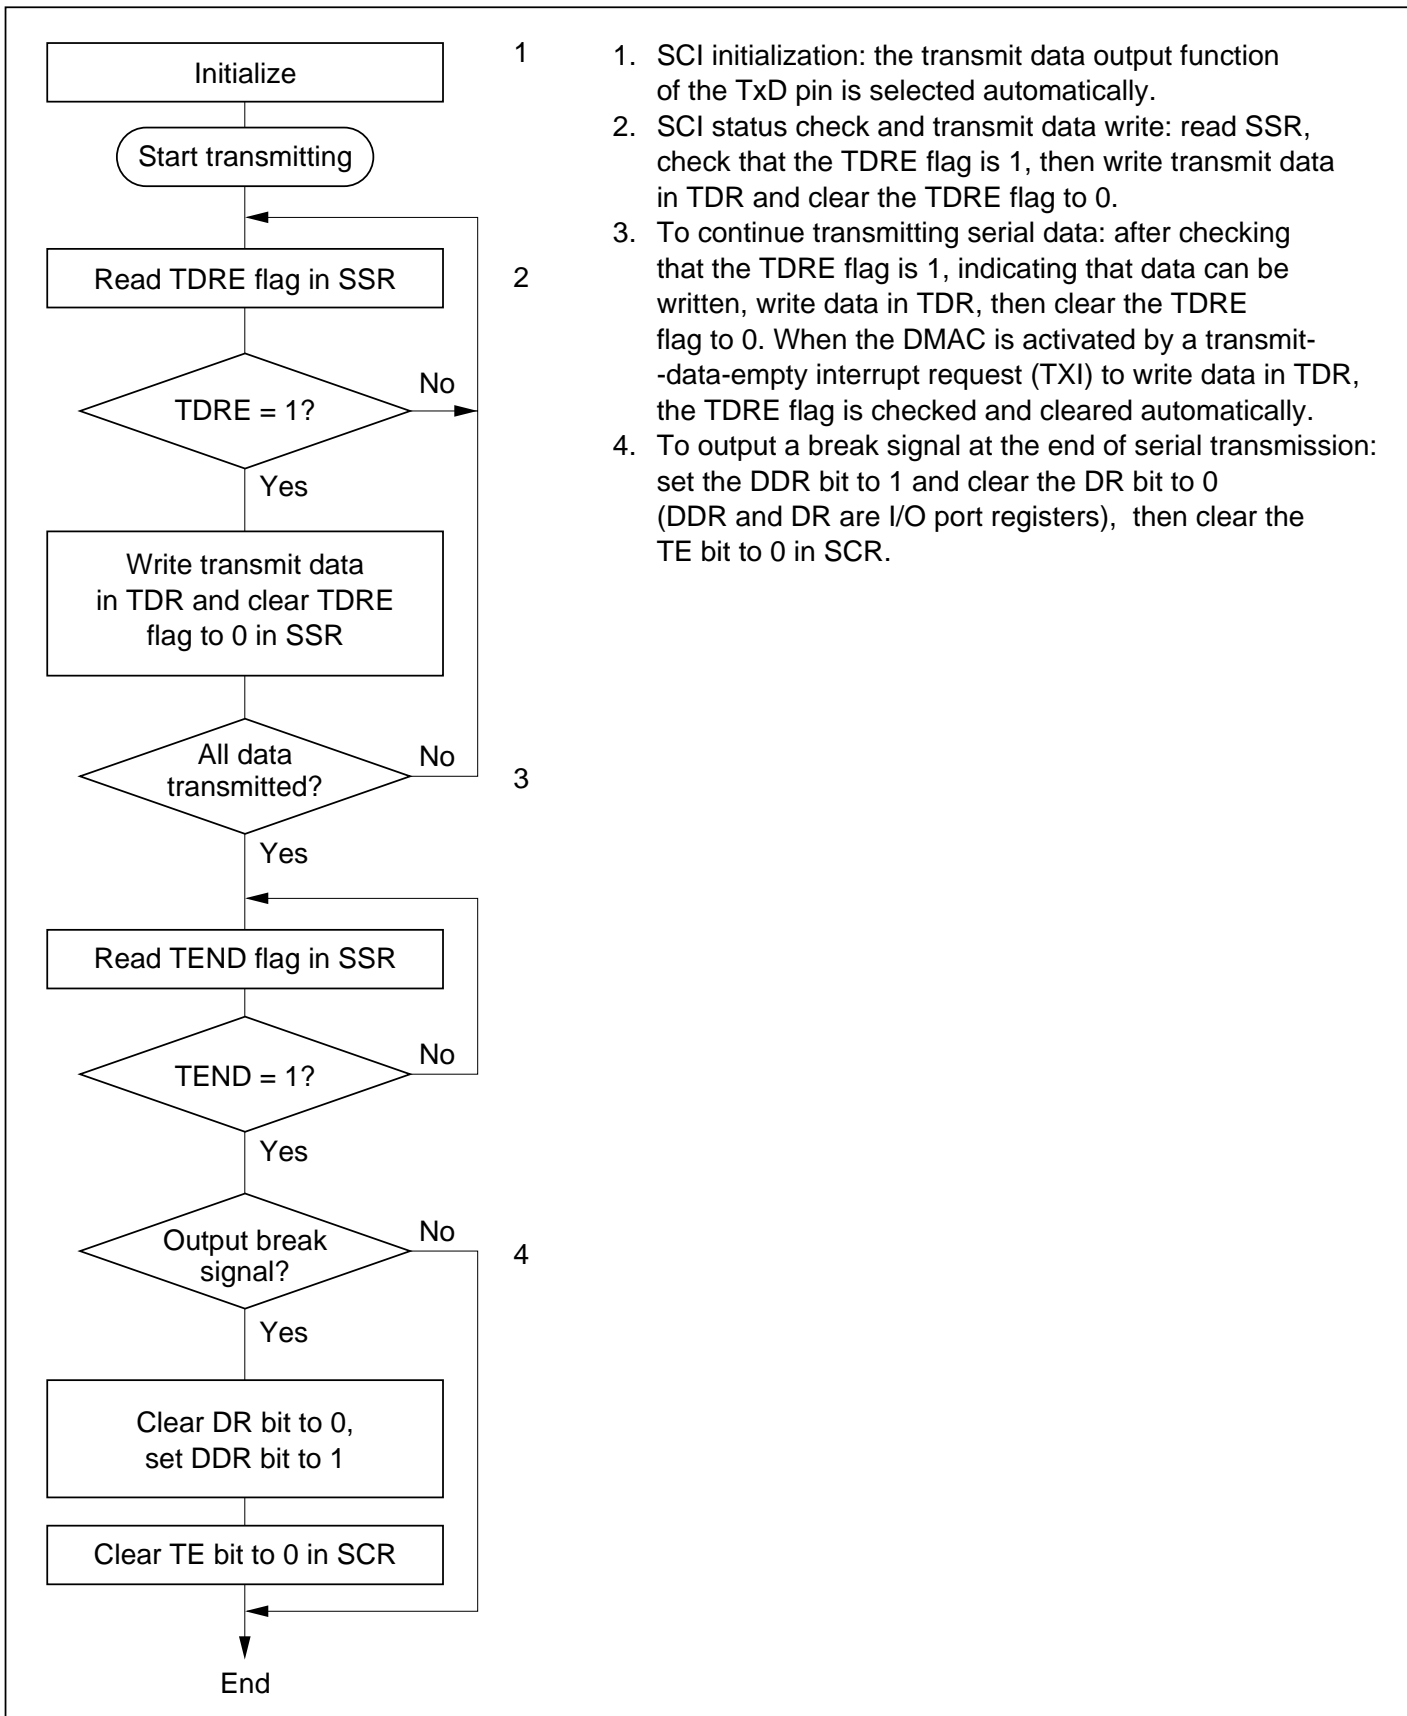 Initialize
1
Start transmitting
Read TDRE flag in SSR
2
TDRE = 1?
No
Yes
Write transmit data
in TDR and clear TDRE
flag to 0 in SSR
All data
transmitted?
No
3
Yes
Read TEND flag in SSR
TEND = 1?
No
Yes
Output break
signal?
No
4
Yes
Clear DR bit to 0,
set DDR bit to 1
Clear TE bit to 0 in SCR
End
1. SCI initialization: the transmit data output function
of the TxD pin is selected automatically.
2. SCI status check and transmit data write: read SSR,
check that the TDRE flag is 1, then write transmit data
in TDR and clear the TDRE flag to 0.
3. To continue transmitting serial data: after checking
that the TDRE flag is 1, indicating that data can be
written, write data in TDR, then clear the TDRE
flag to 0. When the DMAC is activated by a transmit-
-data-empty interrupt request (TXI) to write data in TDR,
the TDRE flag is checked and cleared automatically.
4. To output a break signal at the end of serial transmission:
set the DDR bit to 1 and clear the DR bit to 0
(DDR and DR are I/O port registers),  then clear the
TE bit to 0 in SCR.